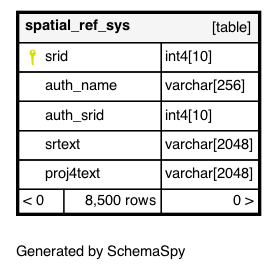 spatial_ref_sys [table]
srid int4[10]
auth_name varchar[256]
auth_srid int4[10]
srtext varchar[2048]
proj4text varchar[2048]
< 0 8,500 rows 0 >
Generated by SchemaSpy